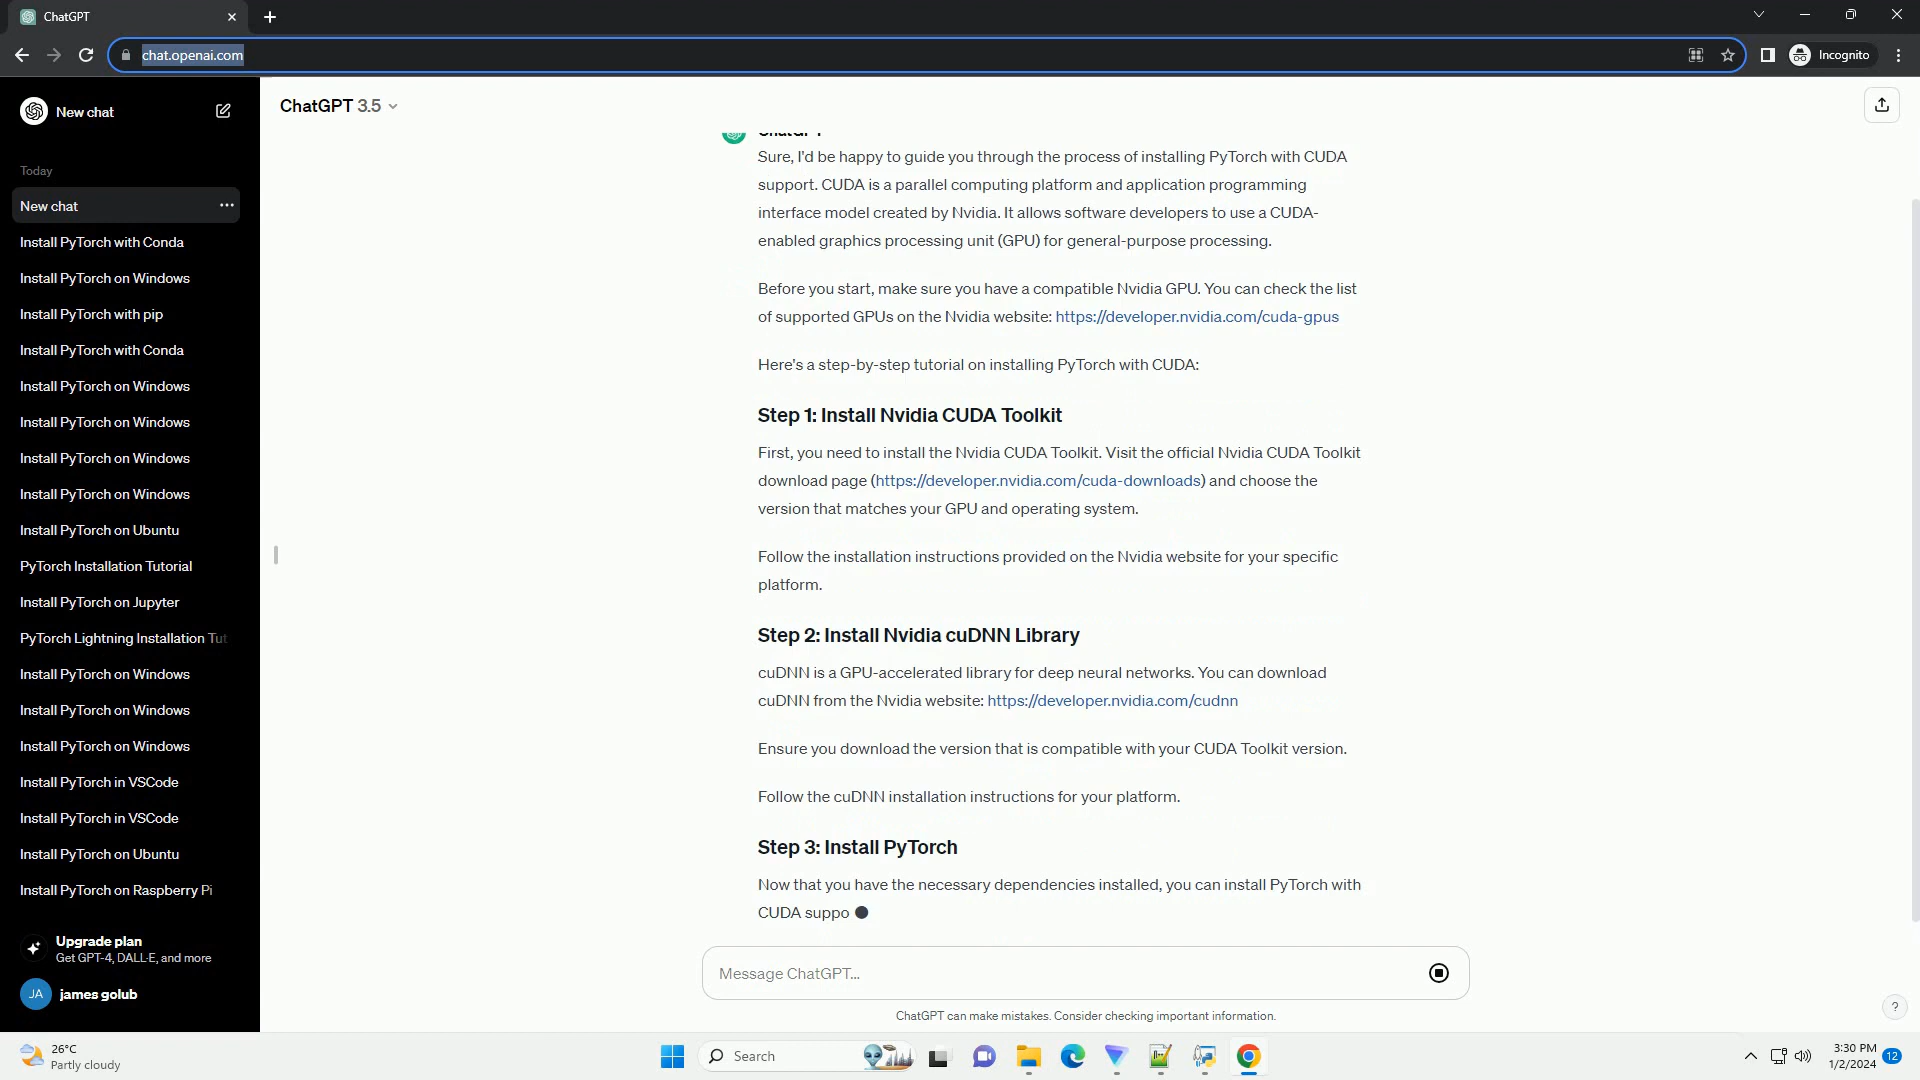 ChatGPT
chat.openai.com
Incognito
New chat
Today
New chat
Install PyTorch with Conda
Install PyTorch on Windows
Install PyTorch with pip
Install PyTorch with Conda
Install PyTorch on Windows
Install PyTorch on Windows
Install PyTorch on Windows
Install PyTorch on Windows
Install PyTorch on Ubuntu
PyTorch Installation Tutorial
Install PyTorch on Jupyter
PyTorch Lightning Installation Tut
Install PyTorch on Windows
Install PyTorch on Windows
Install PyTorch on Windows
Install PyTorch in VSCode
Install PyTorch in VSCode
Install PyTorch on Ubuntu
Install PyTorch on Raspberry Pi
Upgrade plan
Get GPT-4, DALL·E, and more
JA james golub
ChatGPT 3.5
ChatGPT
Sure, I'd be happy to guide you through the process of installing PyTorch with CUDA
support. CUDA is a parallel computing platform and application programming
interface model created by Nvidia. It allows software developers to use a CUDA-
enabled graphics processing unit (GPU) for general-purpose processing.
Before you start, make sure you have a compatible Nvidia GPU. You can check the list
of supported GPUs on the Nvidia website: https://developer.nvidia.com/cuda-gpus
Here's a step-by-step tutorial on installing PyTorch with CUDA:
Step 1: Install Nvidia CUDA Toolkit
First, you need to install the Nvidia CUDA Toolkit. Visit the official Nvidia CUDA Toolkit
download page (https://developer.nvidia.com/cuda-downloads) and choose the
version that matches your GPU and operating system.
Follow the installation instructions provided on the Nvidia website for your specific
platform.
Step 2: Install Nvidia cuDNN Library
cuDNN is a GPU-accelerated library for deep neural networks. You can download
cuDNN from the Nvidia website: https://developer.nvidia.com/cudnn
Ensure you download the version that is compatible with your CUDA Toolkit version.
Follow the cuDNN installation instructions for your platform.
Step 3: Install PyTorch
Now that you have the necessary dependencies installed, you can install PyTorch with
CUDA suppo
Message ChatGPT...
ChatGPT can make mistakes. Consider checking important information.
?
26°C
Partly cloudy
Search
3:30 PM
1/2/2024
12